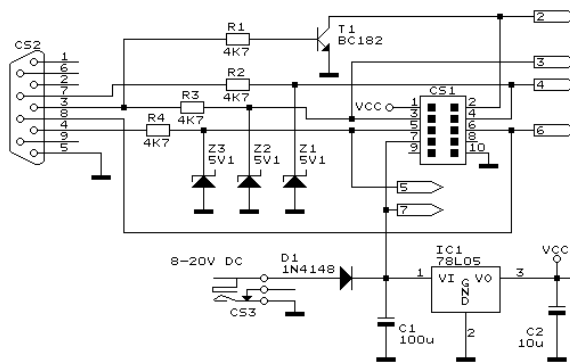 R1
4K7
T1
BC182
2
CS2
1
6
2
7
3
8
4
9
5
R2
4K7
R3
4K7
R4
4K7
3
4
CS1
VCC
1
3
5
7
9
2
4
6
8
10
6
Z3
5V1
Z2
5V1
Z1
5V1
5
7
8-20V DC
CS3
D1
1N4148
IC1
78L05
1
VI
VO
GND
3
2
VCC
C1
100u
C2
10u